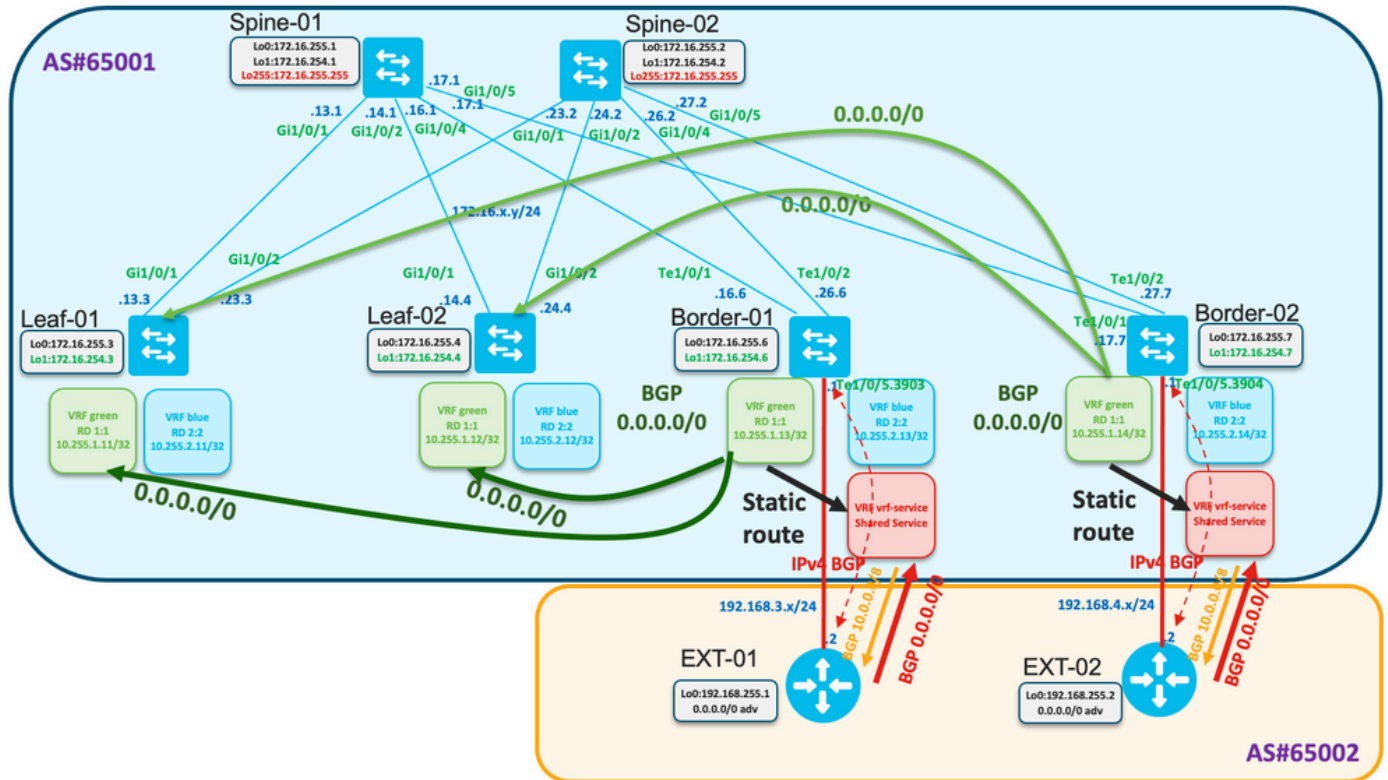 Spine-01
Spine-02
AS#65001
Lo0:172.16.255.1
Lo1:172.16.254.1
Lo255:172.16.255.255
Lo0:172.16.255.2
Lo1:172.16.254.2
Lo255:172.16.255.255
.17.1
Gi1/0/5
.13.1
.14.1
.16.1
.17.1
Gi1/0/1
Gi1/0/2
Gi1/0/4
.27.2
Gi1/0/5
.23.2
.24.2
.26.2
Gi1/0/1
Gi1/0/2
Gi1/0/4
0.0.0.0/0
0.0.0.0/0
172.16.x.y/24
Gi1/0/1
Gi1/0/2
.13.3
.23.3
Gi1/0/1
Gi1/0/2
.14.4
.24.4
Te1/0/1
Te1/0/2
.16.6
.26.6
Te1/0/2
.27.7
Te1/0/1
.17.7
Leaf-01
Lo0:172.16.255.3
Lo1:172.16.254.3
Leaf-02
Lo0:172.16.255.4
Lo1:172.16.254.4
Border-01
Lo0:172.16.255.6
Lo1:172.16.254.6
Border-02
Lo0:172.16.255.7
Lo1:172.16.254.7
VRF green
RD 1:1
10.255.1.11/32
VRF blue
RD 2:2
10.255.2.11/32
VRF green
RD 1:1
10.255.1.12/32
VRF blue
RD 2:2
10.255.2.12/32
BGP
0.0.0.0/0
VRF green
RD 1:1
10.255.1.13/32
.1
Te1/0/5.3903
VRF blue
RD 2:2
10.255.2.13/32
BGP
0.0.0.0/0
VRF green
RD 1:1
10.255.1.14/32
.1
Te1/0/5.3904
VRF blue
RD 2:2
10.255.2.14/32
0.0.0.0/0
0.0.0.0/0
Static
route
VRF vrf-service
Shared Service
Static
route
VRF vrf-service
Shared Service
IPv4 BGP
IPv4 BGP
192.168.3.x/24
192.168.4.x/24
.2
BGP 10.0.0.0/8
BGP 0.0.0.0/0
.2
BGP 10.0.0.0/8
BGP 0.0.0.0/0
EXT-01
Lo0:192.168.255.1
0.0.0.0/0 adv
EXT-02
Lo0:192.168.255.2
0.0.0.0/0 adv
AS#65002